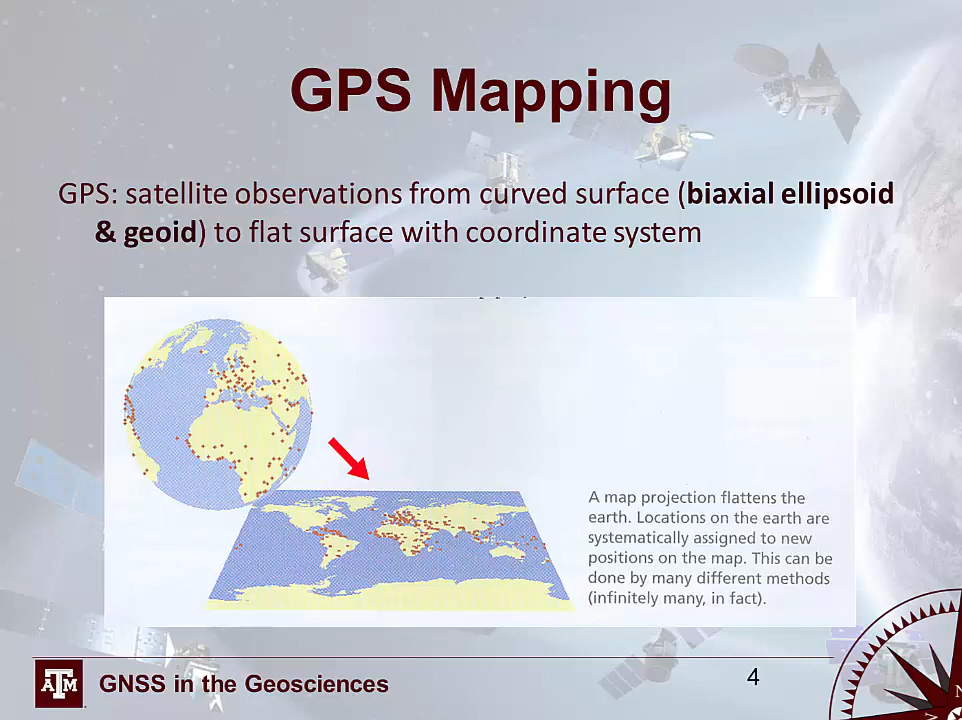 GPS Mapping
GPS: satellite observations from curved surface (biaxial ellipsoid
& geoid) to flat surface with coordinate system
A map projection flattens the
earth. Locations on the earth are
systematically assigned to new
positions on the map. This can be
done by many different methods
(infinitely many, in fact).
ATM
GNSS in the Geosciences
4
N